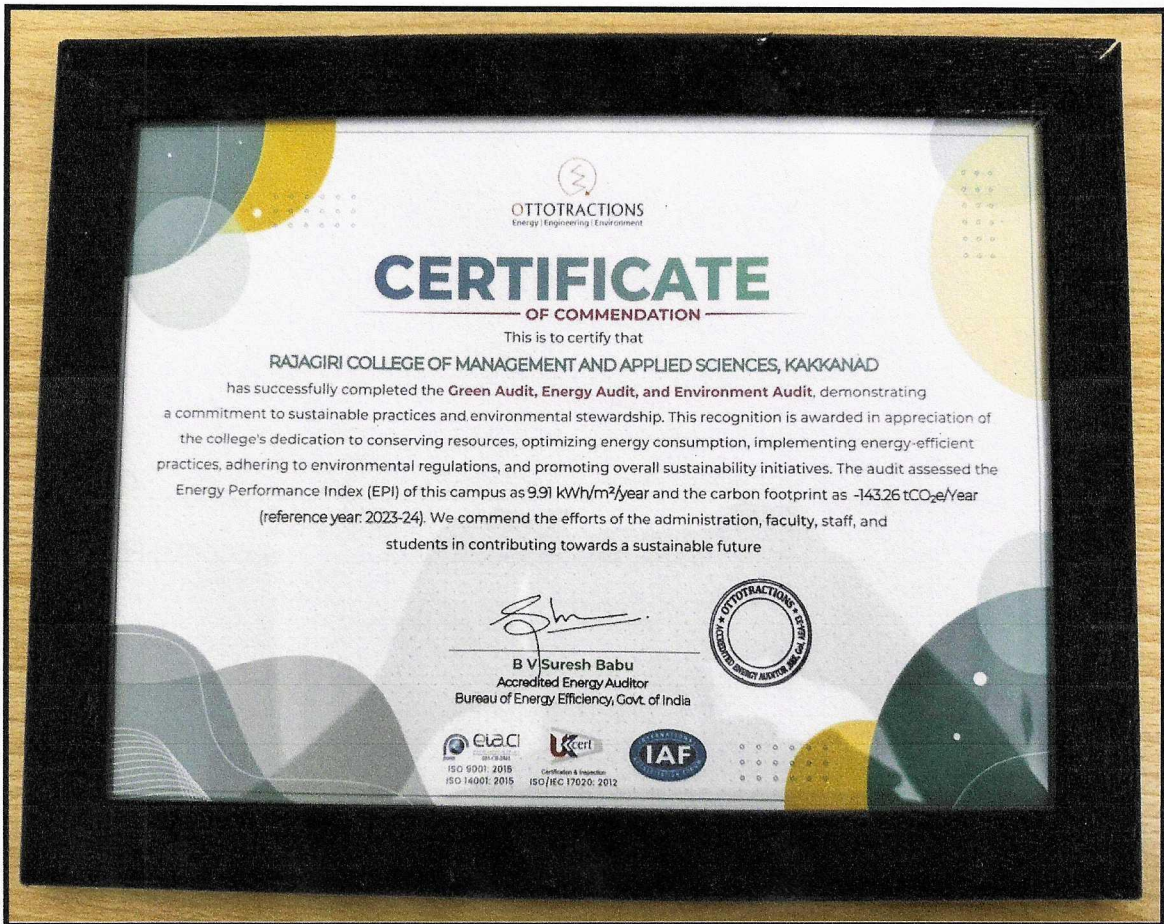 OTTOTRACTIONS
Energy | Engineering | Environment
CERTIFICATE
OF COMMENDATION
This is to certify that
RAJAGIRI COLLEGE OF MANAGEMENT AND APPLIED SCIENCES, KAKKANAD
has successfully completed the Green Audit, Energy Audit, and Environment Audit, demonstrating
a commitment to sustainable practices and environmental stewardship. This recognition is awarded in appreciation of
the college's dedication to conserving resources, optimizing energy consumption, implementing energy-efficient
practices, adhering to environmental regulations, and promoting overall sustainability initiatives. The audit assessed the
Energy Performance Index (EPI) of this campus as 9.91 kWh/m²/year and the carbon footprint as -143.26 tCO₂e/Year
(reference year: 2023-24). We commend the efforts of the administration, faculty, staff, and
students in contributing towards a sustainable future
B V Suresh Babu
Accredited Energy Auditor
Bureau of Energy Efficiency, Govt. of India
OTTOTRACTIONS
ACCREDITED ENERGY AUDITOR
eiaci
ISO 9001: 2015
ISO 14001: 2015
UKcert
Certification & Inspection
ISO/IEC 17020: 2012
INTERNATIONAL
IAF